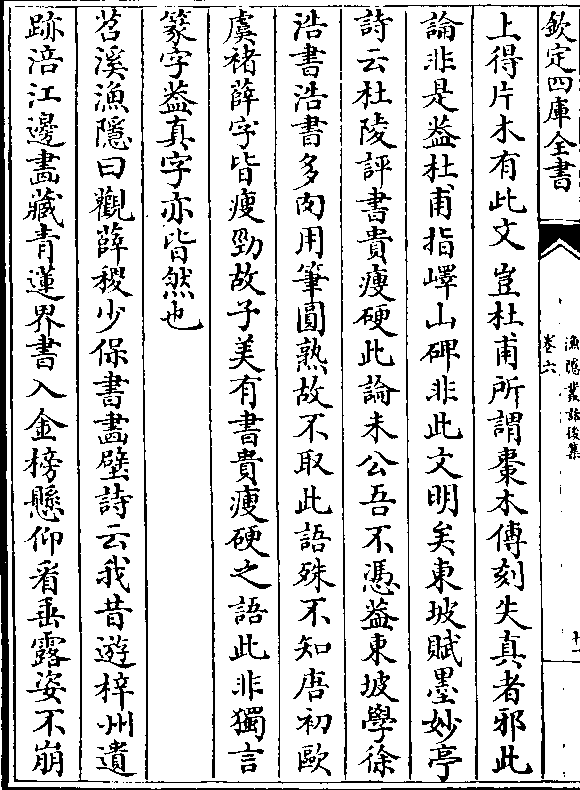 欽定四庫全書
漁隱叢話後集
卷六
十一
上得片木有此文豈杜甫所謂棗木傳刻失真者邪此
論非是葢杜甫指嶧山碑非此文明矣東坡賦墨妙亭
詩云杜陵評書貴瘦硬此論未公吾不憑葢東坡學徐
浩書浩書多肉用筆圓熟故不取此語殊不知唐初歐
虞褚薛字皆瘦勁故子美有書貴瘦硬之語此非獨言
篆字葢真字亦皆然也
苕溪漁隱曰觀薛稷少保書畫壁詩云我昔遊梓州遺
跡涪江邊畫藏青蓮界書入金榜懸仰看垂露姿不崩